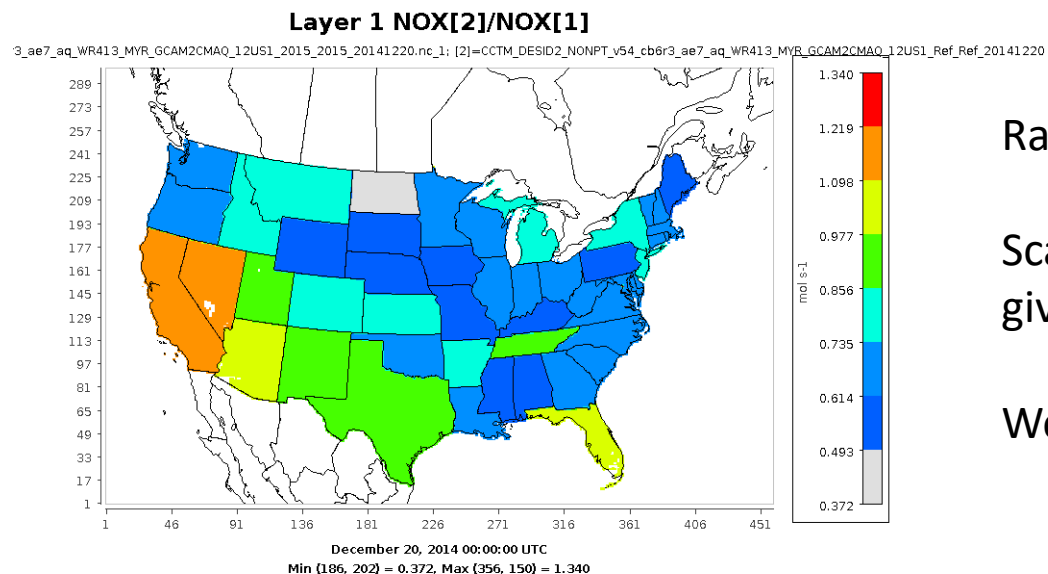 Layer 1 NOX[2]/NOX[1]
3_ae7_aq_WR413_MYR_GCAM2CMAQ_12US1_2015_2015_20141220.nc_1; [2]=CCTM_DESID2_NONPT_v54_cb6r3_ae7_aq_WR413_MYR_GCAM2CMAQ_12US1_Ref_Ref_20141220
289
273
257
241
225
209
193
177
161
145
129
113
97
81
65
49
33
17
1
1 46 91 136 181 226 271 316 361 406 451
1.340
1.219
1.098
0.977
0.856
0.735
0.614
0.493
0.372
mol s-1
December 20, 2014 00:00:00 UTC
Min (186, 202) = 0.372, Max (356, 150) = 1.340
Ra
Sca
giv
We